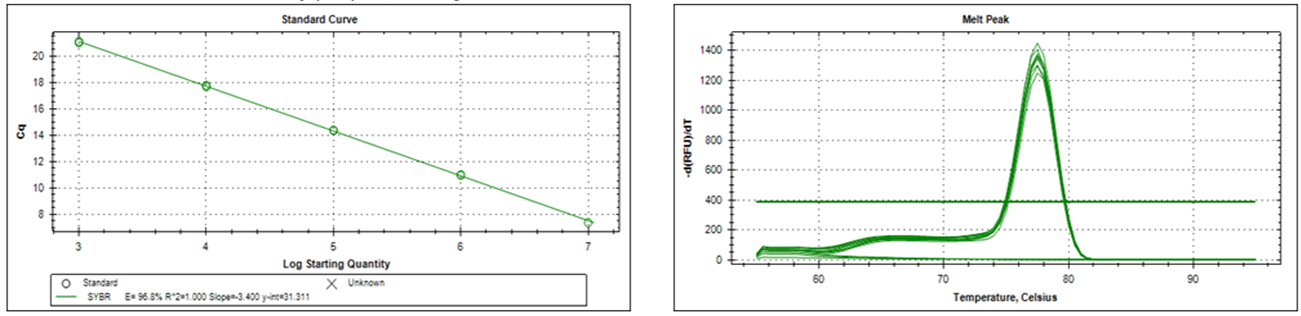 Standard Curve
20
18
16
14
12
10
8
Cq
3 4 5 6 7
Log Starting Quantity
Standard Unknown
SYBR E= 96.8% R^2=1.000 Slope=-3.400 y-int=31.311
Melt Peak
1400
1200
1000
800
600
400
200
0
-d(RFU)/dT
60 70 80 90
Temperature, Celsius